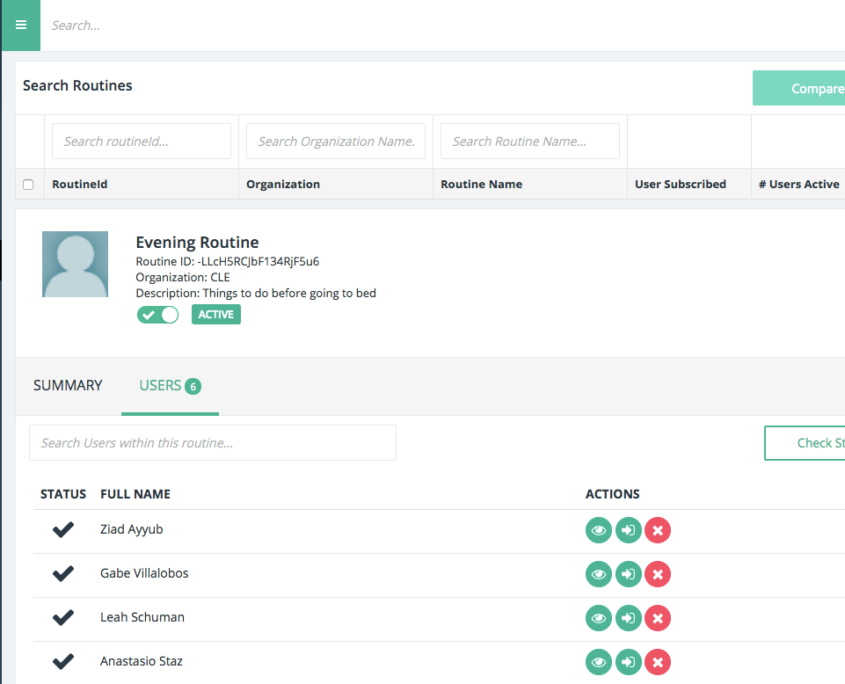 Search...
Search Routines
Compare
Search routineId...
Search Organization Name.
Search Routine Name...
RoutineId
Organization
Routine Name
User Subscribed
# Users Active
Evening Routine
Routine ID: -LLcH5RCJbF134RjF5u6
Organization: CLE
Description: Things to do before going to bed
ACTIVE
SUMMARY
USERS 6
Search Users within this routine...
Check St
STATUS FULL NAME ACTIONS
Ziad Ayyub
Gabe Villalobos
Leah Schuman
Anastasio Staz